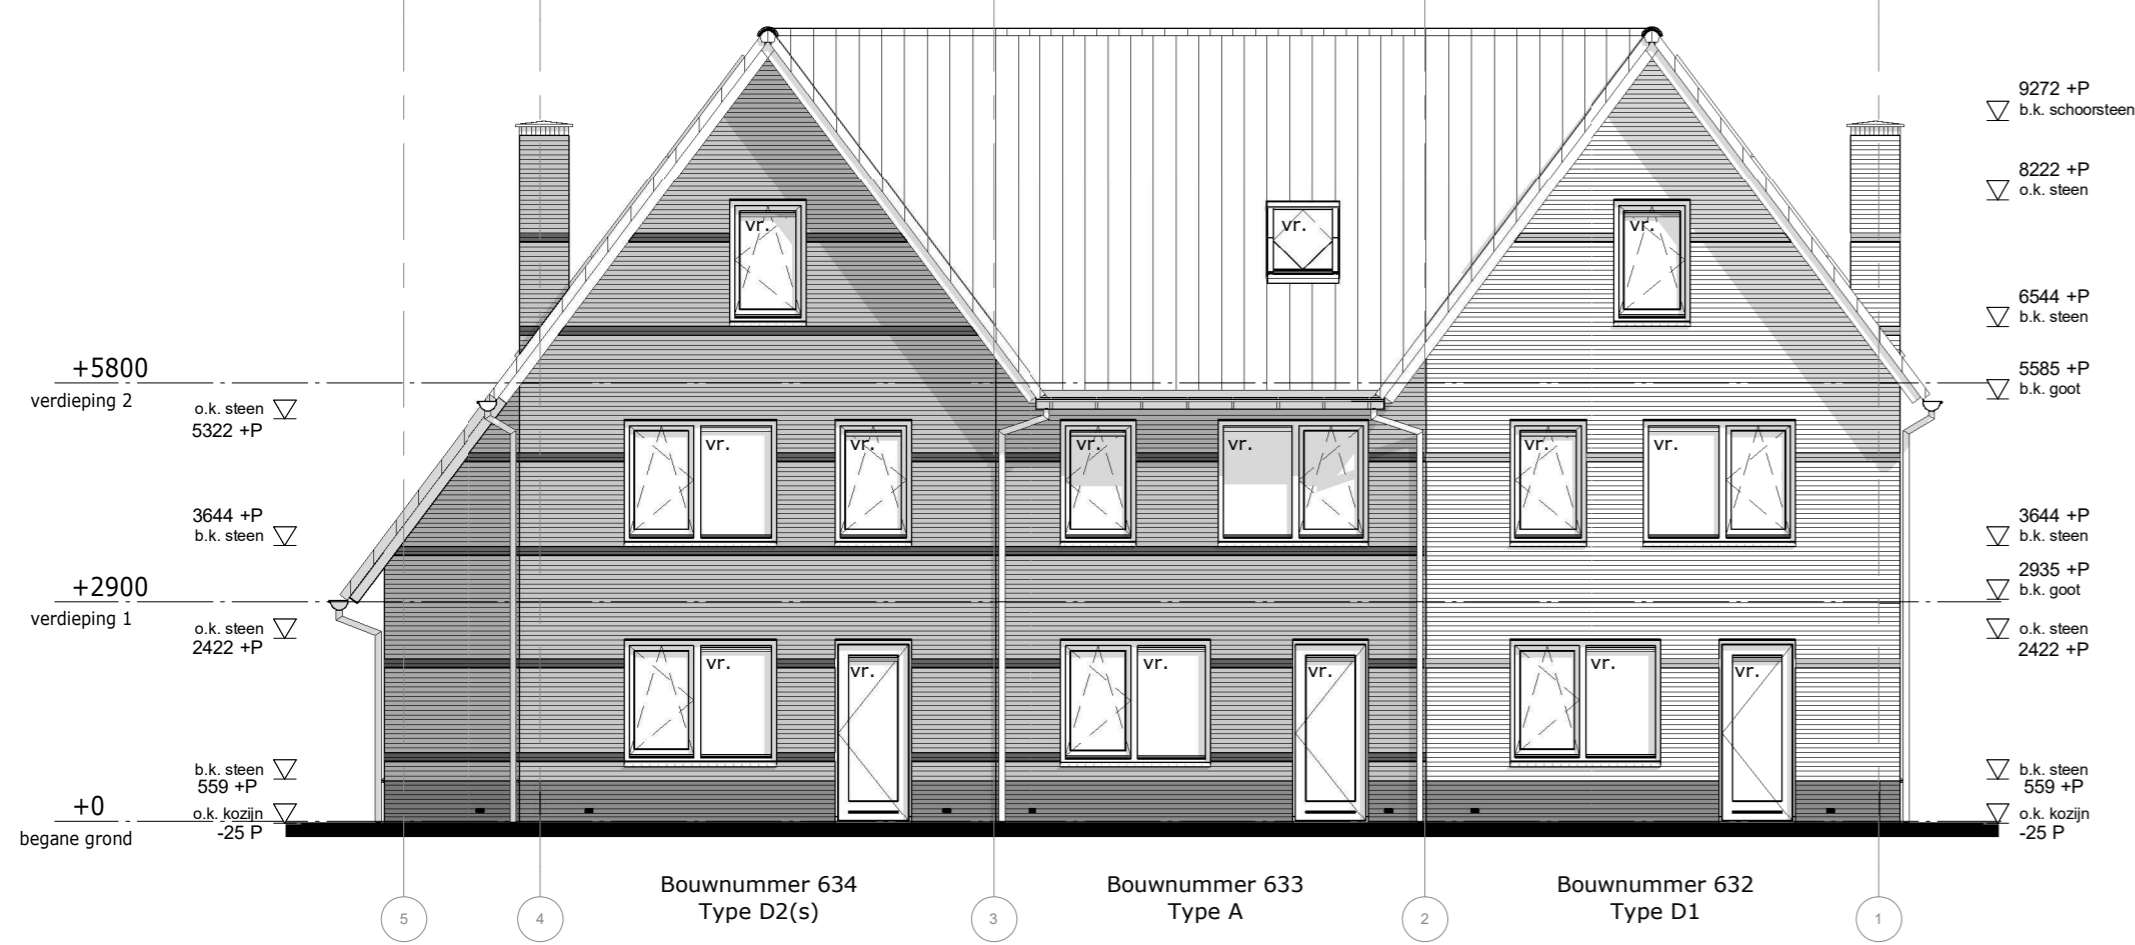 9272 +P
b.k. schoorsteen
8222 +P
o.k. steen
vr.
vr.
vr.
6544 +P
b.k. steen
+5800
verdieping 2
5585 +P
b.k. goot
o.k. steen
5322 +P
vr.
vr.
vr.
vr.
vr.
vr.
3644 +P
b.k. steen
3644 +P
b.k. steen
+2900
verdieping 1
2935 +P
b.k. goot
o.k. steen
2422 +P
o.k. steen
2422 +P
vr.
vr.
vr.
vr.
vr.
vr.
b.k. steen
559 +P
b.k. steen
559 +P
+0
begane grond
o.k. kozijn
-25 P
o.k. kozijn
-25 P
Bouwnummer 634
Type D2(s)
Bouwnummer 633
Type A
Bouwnummer 632
Type D1
5
4
3
2
1